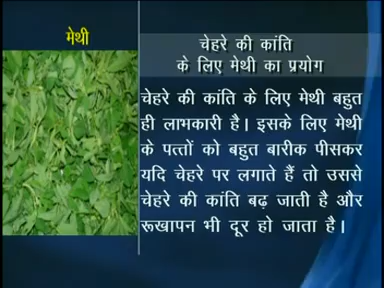 मेथी
चेहरे की कांति
के लिए मेथी का प्रयोग
चेहरे की कांति के लिए मेथी बहुत
ही लाभकारी है। इसके लिए मेथी
के पत्तों को बहुत बारीक पीसकर
यदि चेहरे पर लगाते हैं तो उससे
चेहरे की कांति बढ़ जाती है और
रूखापन भी दूर हो जाता है।